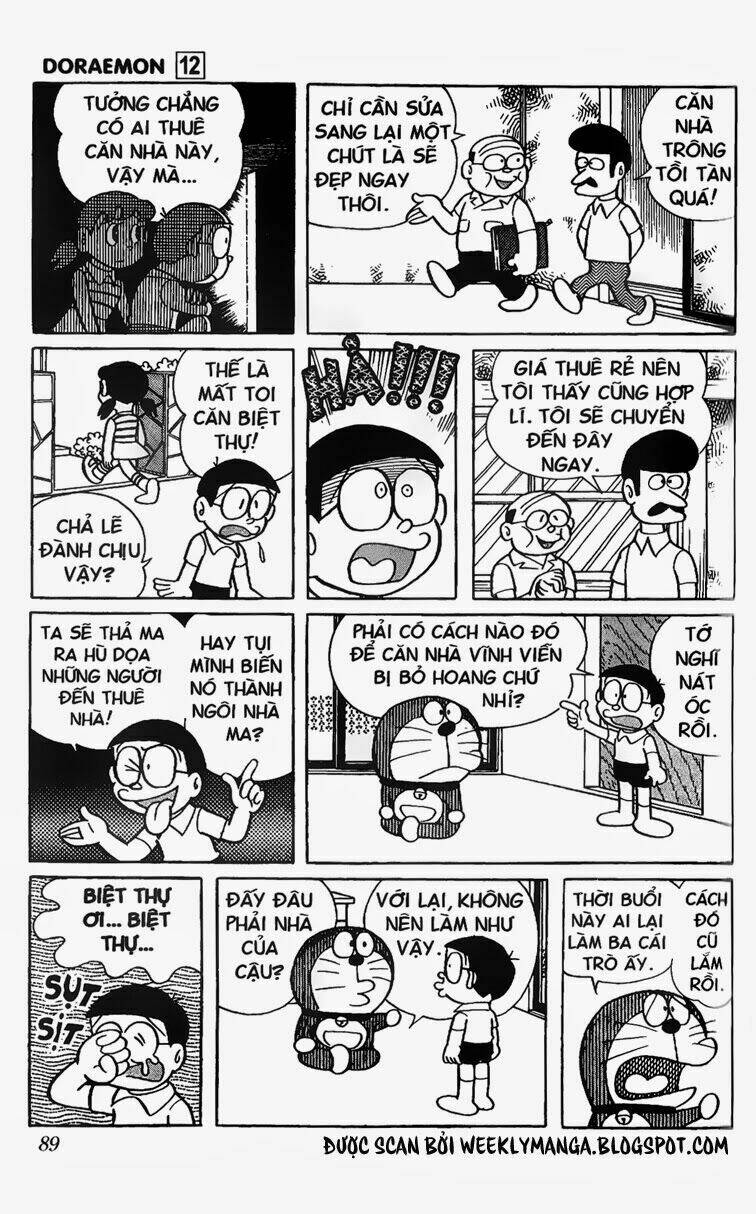 DORAEMON 12
CĂN
NHÀ
TRÔNG
TỒI TÀN
QUÁ!
CHỈ CẦN SỬA
SANG LẠI MỘT
CHÚT LÀ SẼ
ĐẸP NGAY
THÔI.
TƯỞNG CHẲNG
CÓ AI THUÊ
CĂN NHÀ NÀY,
VẬY MÀ...
GIÁ THUÊ RẺ NÊN
TÔI THẤY CŨNG HỢP
LÍ. TÔI SẼ CHUYỂN
ĐẾN ĐÂY
NGAY.
HÀ!!!
THẾ LÀ
MẤT TOI
CĂN BIỆT
THỰ!
CHẢ LẼ
ĐÀNH CHỊU
VẬY?
TỚ
NGHĨ
NÁT
ÓC
RỒI.
PHẢI CÓ CÁCH NÀO ĐÓ
ĐỂ CĂN NHÀ VĨNH VIỄN
BỊ BỎ HOANG CHỨ
NHỈ?
HAY TỤI
MÌNH BIẾN
NÓ THÀNH
NGÔI NHÀ
MA?
TA SẼ THẢ MA
RA HÙ DỌA
NHỮNG NGƯỜI
ĐẾN THUÊ
NHÀ!
CÁCH
ĐÓ
CŨ
LẮM
RỒI.
THỜI BUỔI
NÀY AI LẠI
LÀM BA CÁI
TRÒ ẤY.
VỚI LẠI, KHÔNG
NÊN LÀM NHƯ
VẬY.
ĐẤY ĐÂU
PHẢI NHÀ
CỦA
CẬU?
BIỆT THỰ
ƠI... BIỆT
THỰ...
SỤT
SỊT
89
ĐƯỢC SCAN BỞI WEEKLYMANGA.BLOGSPOT.COM